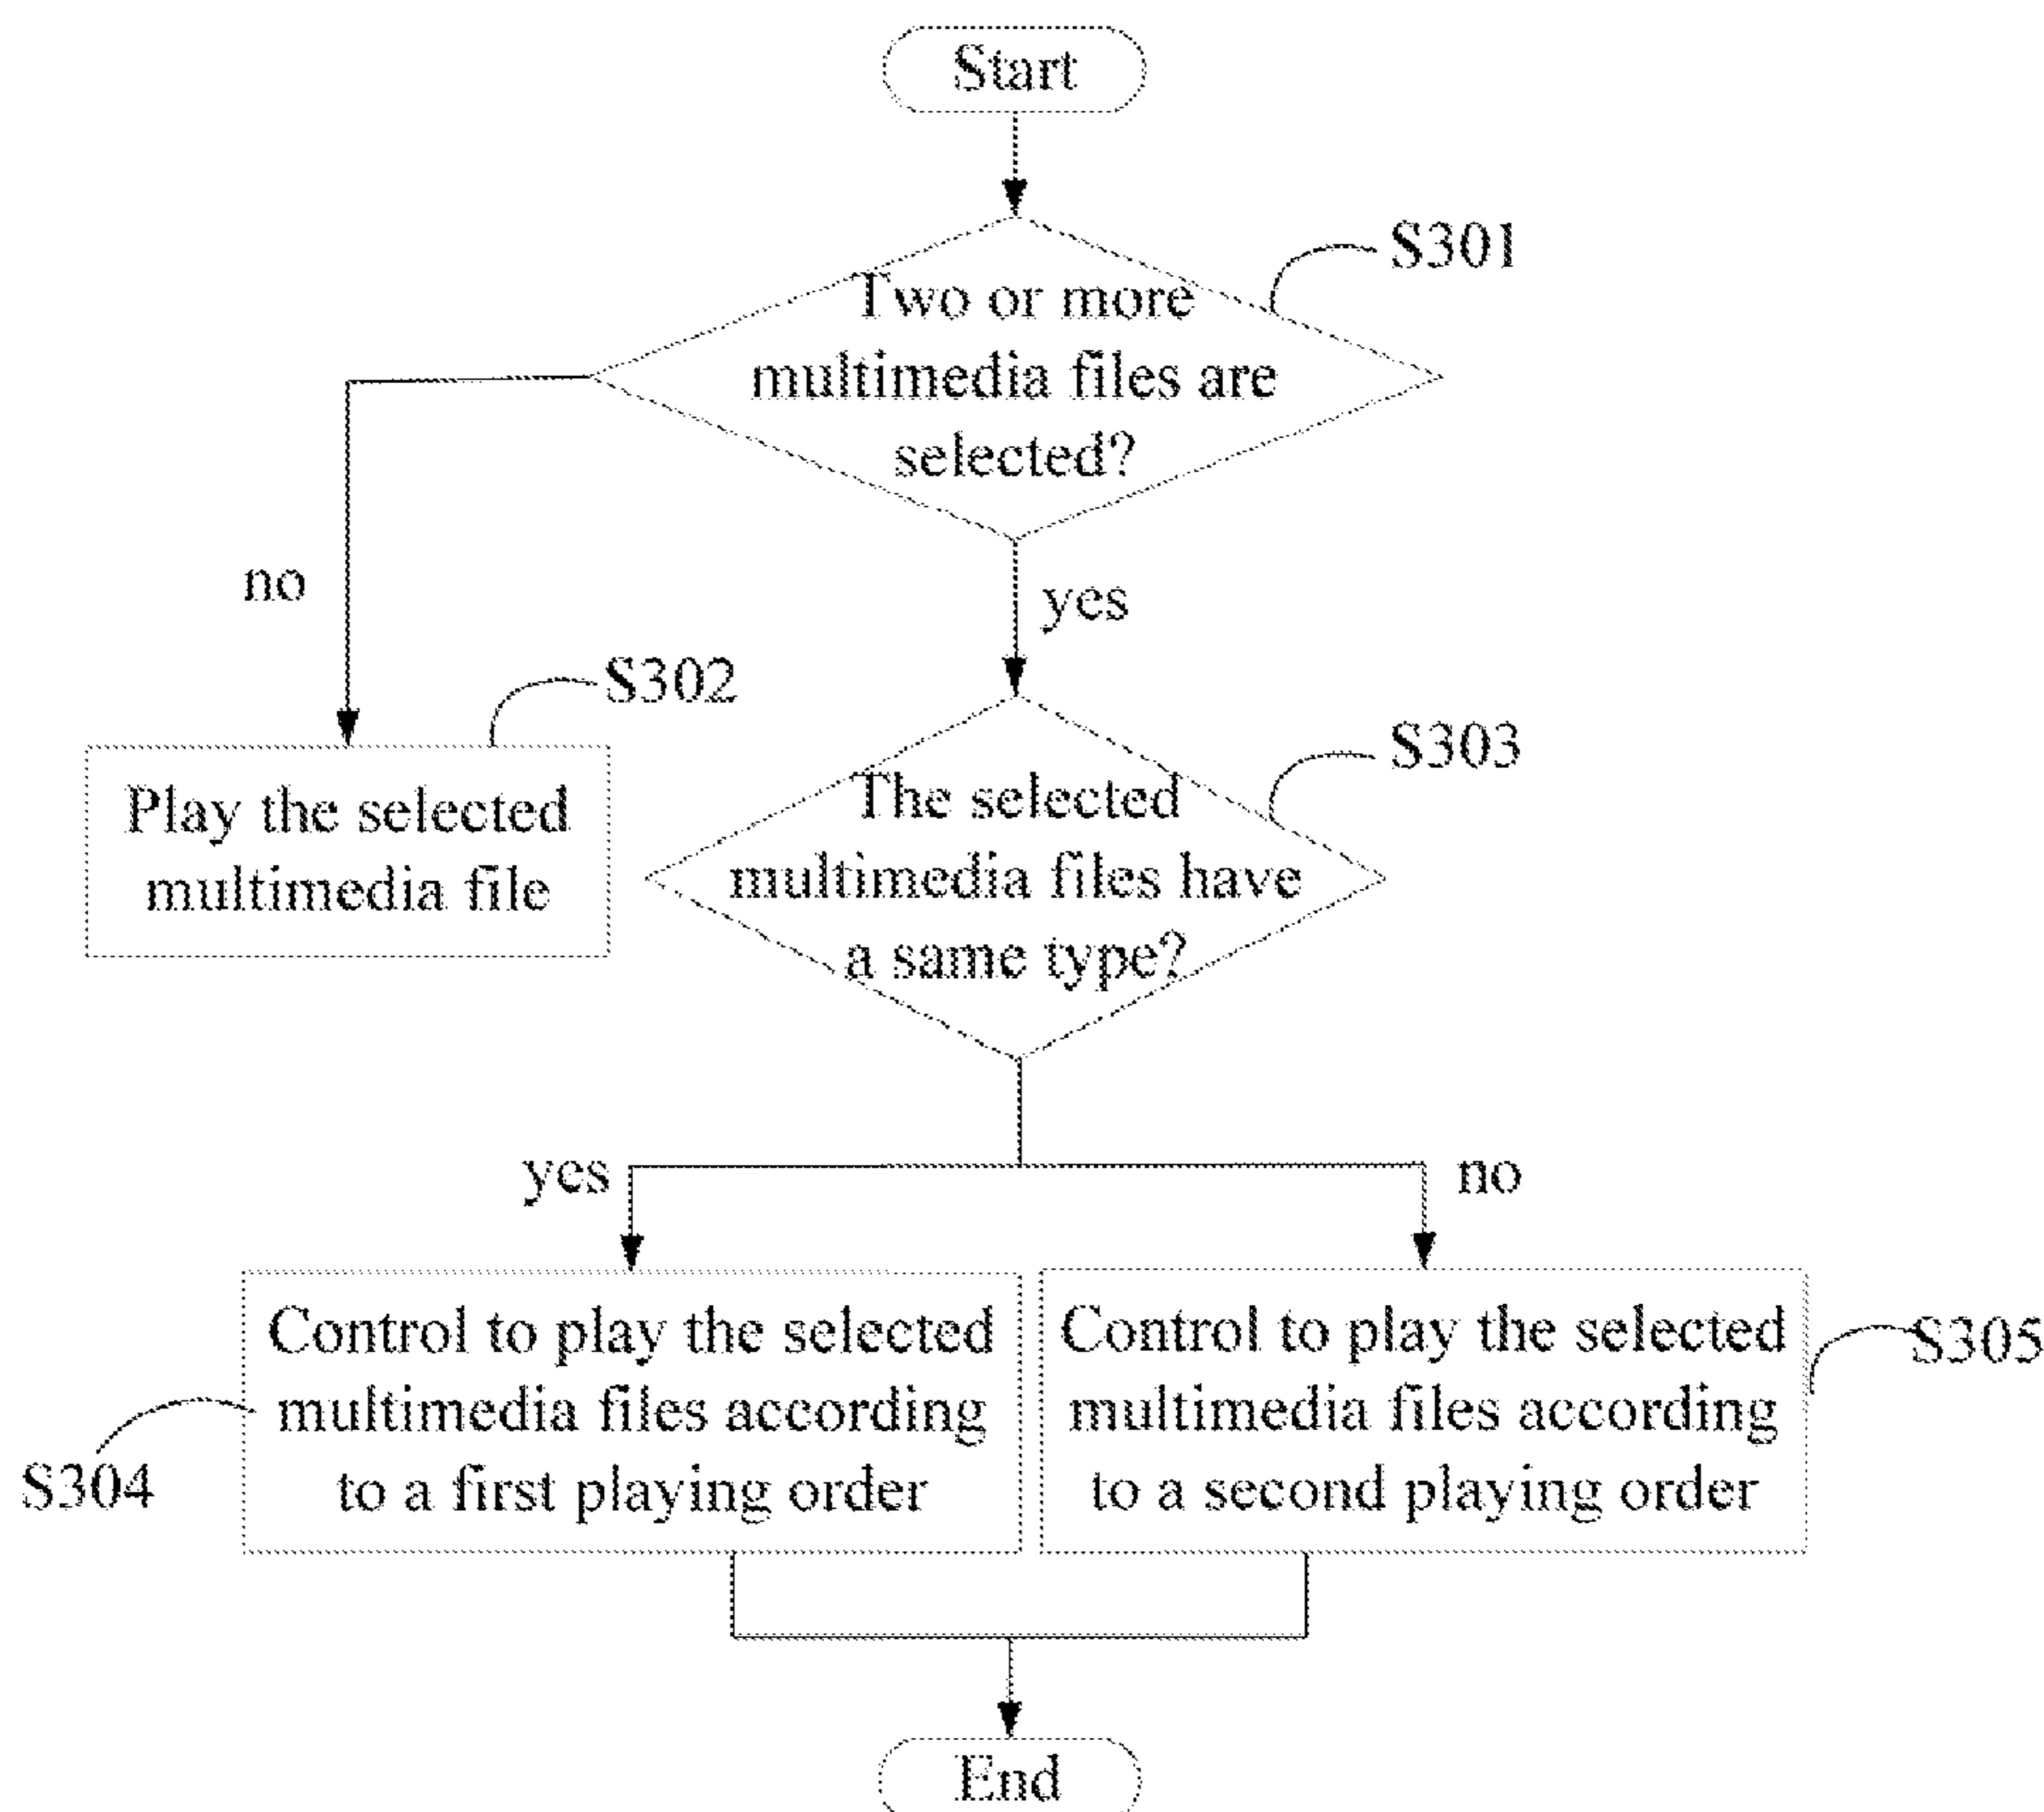 Start
S301
Two or more
multimedia files are
selected?
no
yes
S302
Play the selected
multimedia file
S303
The selected
multimedia files have
a same type?
yes
no
Control to play the selected
multimedia files according
to a first playing order
S304
Control to play the selected
multimedia files according
to a second playing order
S305
End